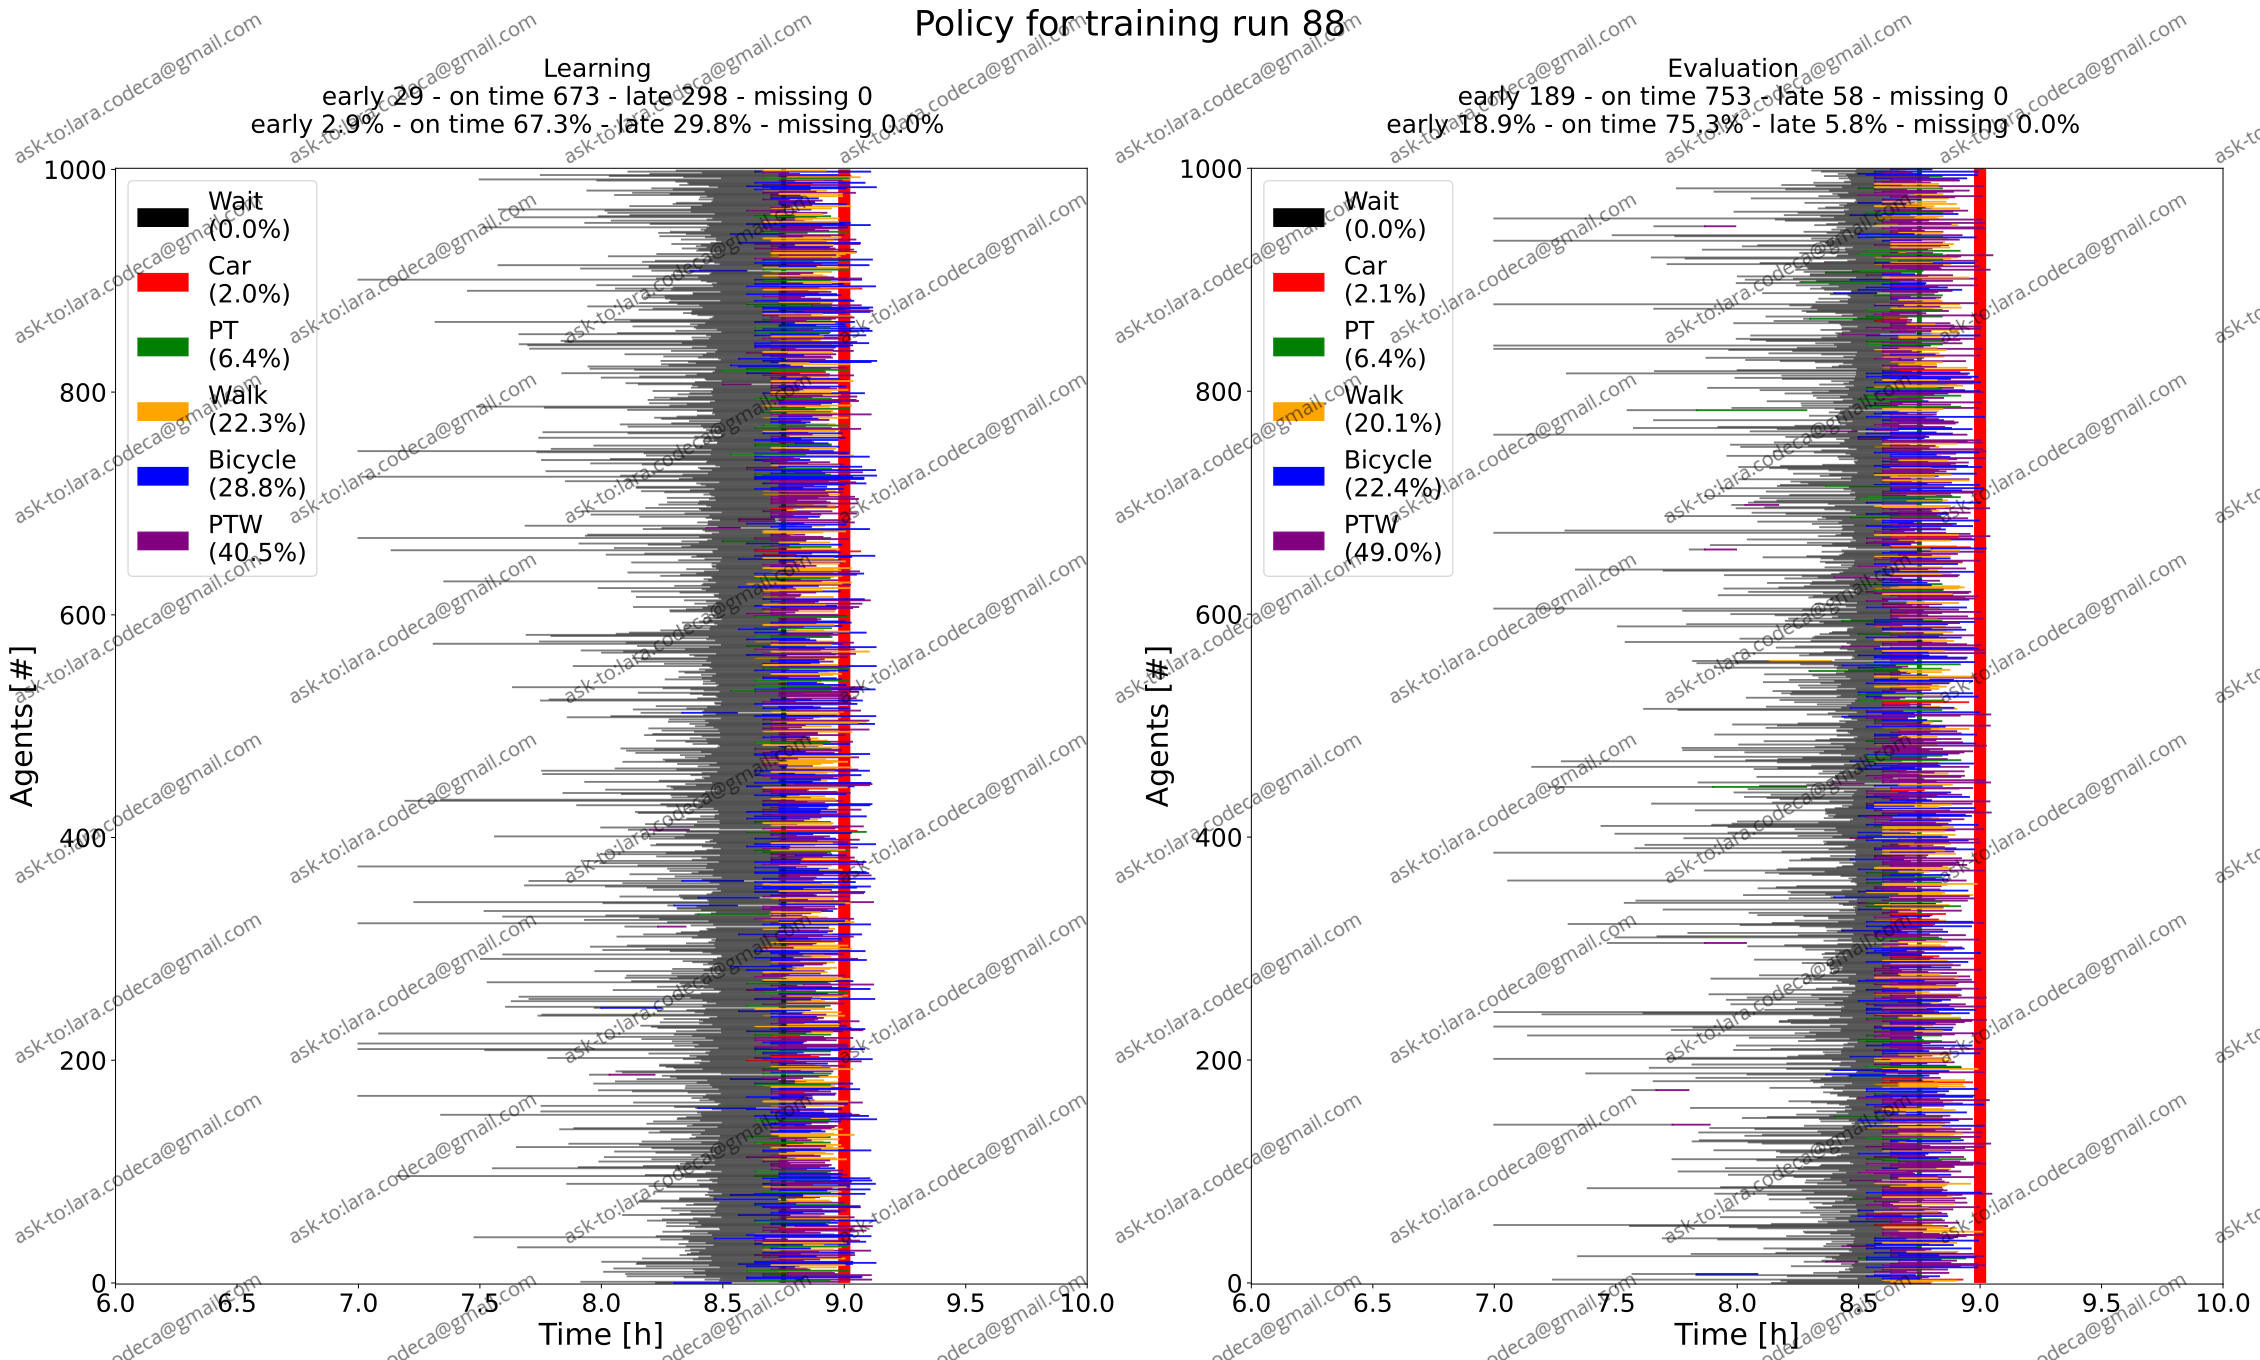 Policy for training run 88
Learning
early 29 - on time 673 - late 298 - missing 0
early 2.9% - on time 67.3% - late 29.8% - missing 0.0%
1000
800
600
400
200
0
Agents [#]
Wait
(0.0%)
Car
(2.0%)
PT
(6.4%)
Walk
(22.3%)
Bicycle
(28.8%)
PTW
(40.5%)
6.0 6.5 7.0 7.5 8.0 8.5 9.0 9.5 10.0
Time [h]
Evaluation
early 189 - on time 753 - late 58 - missing 0
early 18.9% - on time 75.3% - late 5.8% - missing 0.0%
1000
800
600
400
200
0
Agents [#]
Wait
(0.0%)
Car
(2.1%)
PT
(6.4%)
Walk
(20.1%)
Bicycle
(22.4%)
PTW
(49.0%)
6.0 6.5 7.0 7.5 8.0 8.5 9.0 9.5 10.0
Time [h]
ask-to:lara.codeca@gmail.com